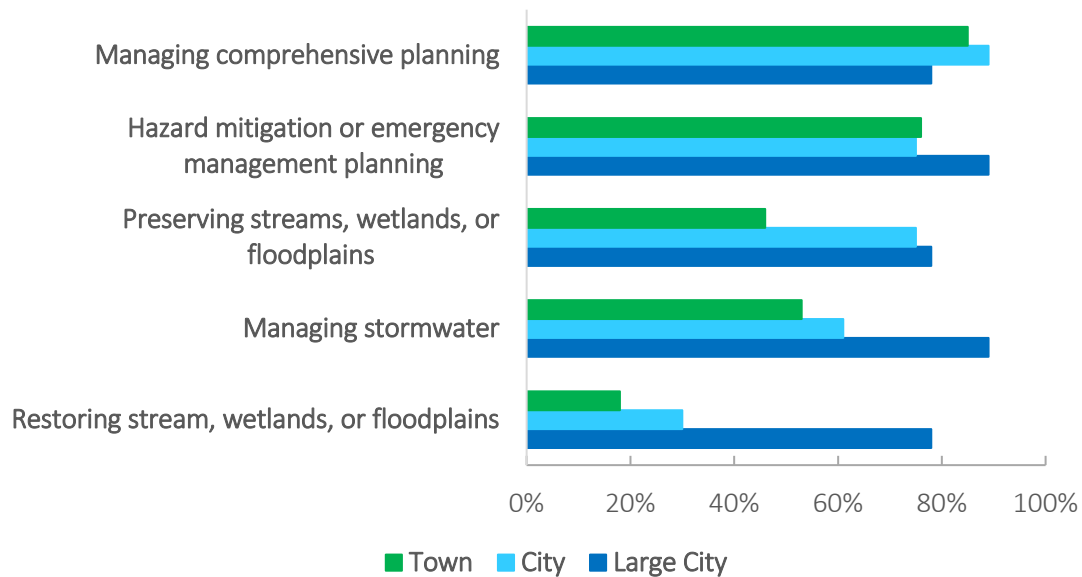 Managing comprehensive planning
Hazard mitigation or emergency
management planning
Preserving streams, wetlands, or
floodplains
Managing stormwater
Restoring stream, wetlands, or floodplains
0% 20% 40% 60% 80% 100%
Town City Large City